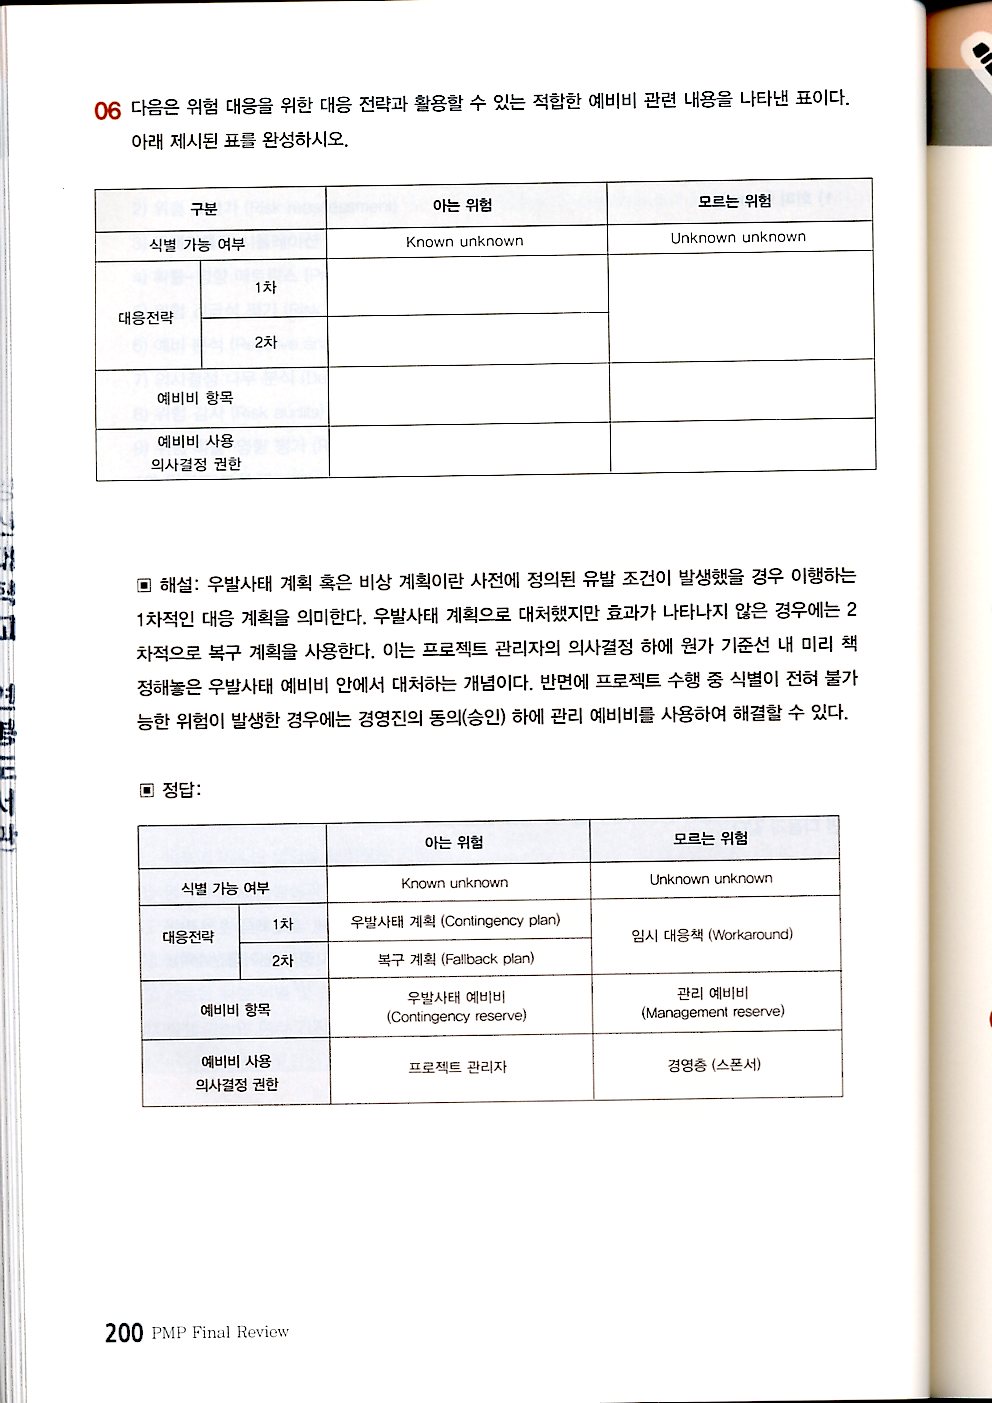 06 다음은 위험 대응을 위한 대응 전략과 활용할 수 있는 적합한 예비비 관련 내용을 나타낸 표이다.
아래 제시된 표를 완성하시오.
구분 아는 위험 모르는 위험
식별 가능 여부 Known unknown Unknown unknown
대응전략 1차
2차
예비비 항목
예비비 사용
의사결정 권한
▣ 해설: 우발사태 계획 혹은 비상 계획이란 사전에 정의된 유발 조건이 발생했을 경우 이행하는
1차적인 대응 계획을 의미한다. 우발사태 계획으로 대처했지만 효과가 나타나지 않은 경우에는 2
차적으로 복구 계획을 사용한다. 이는 프로젝트 관리자의 의사결정 하에 원가 기준선 내 미리 책
정해놓은 우발사태 예비비 안에서 대처하는 개념이다. 반면에 프로젝트 수행 중 식별이 전혀 불가
능한 위험이 발생한 경우에는 경영진의 동의(승인) 하에 관리 예비비를 사용하여 해결할 수 있다.
▣ 정답:
아는 위험 모르는 위험
식별 가능 여부 Known unknown Unknown unknown
대응전략 1차 우발사태 계획 (Contingency plan) 임시 대응책 (Workaround)
2차 복구 계획 (Fallback plan)
예비비 항목 우발사태 예비비 관리 예비비
(Contingency reserve) (Management reserve)
예비비 사용
의사결정 권한 프로젝트 관리자 경영층 (스폰서)
200 PMP Final Review